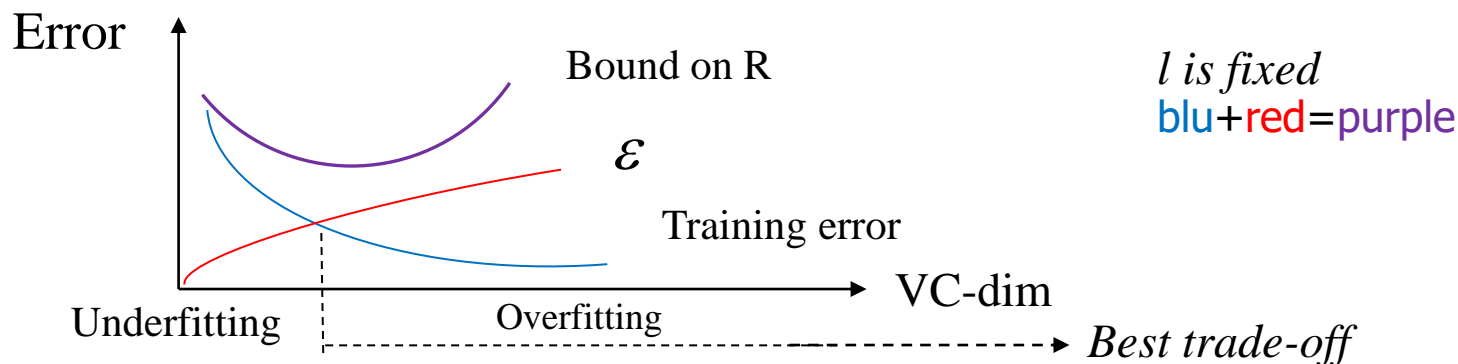 Error
Bound on R
l is fixed
blu+red=purple
ε
Training error
VC-dim
Underfitting
Overfitting
Best trade-off